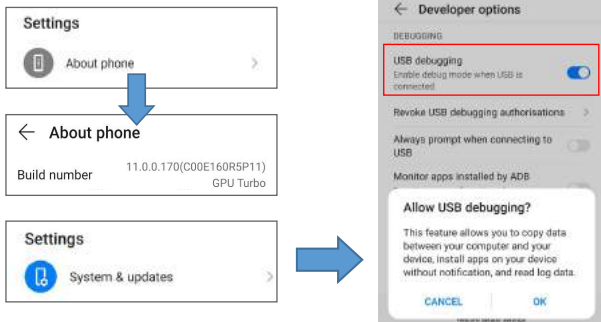 Settings
About phone
About phone
Build number
11.0.0.170(C00E160R5P11)
GPU Turbo
Settings
System & updates
Developer options
DEBUGGING
USB debugging
Enable debug mode when USB is
connected
Revoke USB debugging authorisations
Always prompt when connecting to
USB
Monitor apps installed by ADB
Allow USB debugging?
This feature allows you to copy data
between your computer and your
device, install apps on your device
without notification, and read log data.
CANCEL
OK